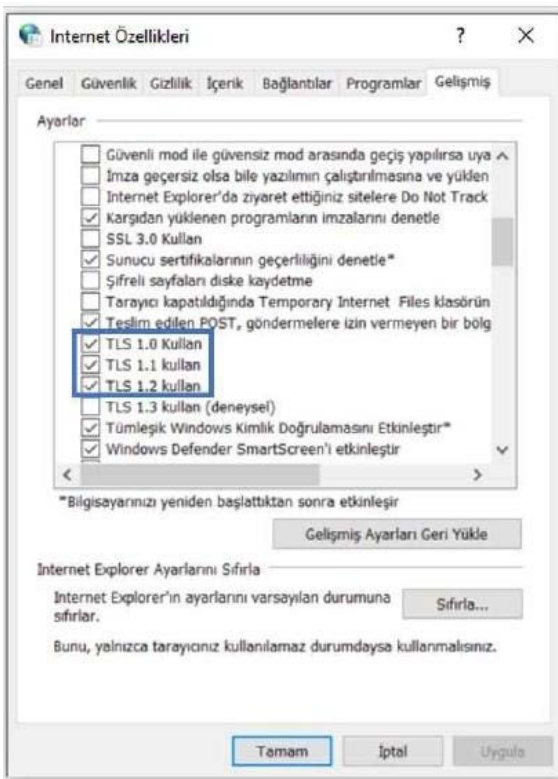 Internet Özellikleri
Genel Güvenlik Gizlilik İçerik Bağlantılar Programlar Gelişmiş
Ayarlar
Güvenli mod ile güvensiz mod arasında geçiş yapılırsa uya
İmza geçersiz olsa bile yazılımın çalıştırılmasına ve yüklen
Internet Explorer'da ziyaret ettiğiniz sitelere Do Not Track
Karşıdan yüklenen programların imzalarını denetle
SSL 3.0 Kullan
Sunucu sertifikalarının geçerliliğini denetle*
Şifreli sayfaları diske kaydetme
Tarayıcı kapatıldığında Temporary Internet Files klasörün
Teslim edilen POST, göndermelere izin vermeyen bir bölg
TLS 1.0 Kullan
TLS 1.1 kullan
TLS 1.2 kullan
TLS 1.3 kullan (deneysel)
Tümleşik Windows Kimlik Doğrulamasını Etkinleştir*
Windows Defender SmartScreen'i etkinleştir
*Bilgisayarınızı yeniden başlattıktan sonra etkinleşir
Gelişmiş Ayarları Geri Yükle
Internet Explorer Ayarlarını Sıfırla
Internet Explorer'ın ayarlarını varsayılan durumuna
sıfırlar.
Sıfırla...
Bunu, yalnızca tarayıcınız kullanılamaz durumdaysa kullanmalısınız.
Tamam İptal Uygula